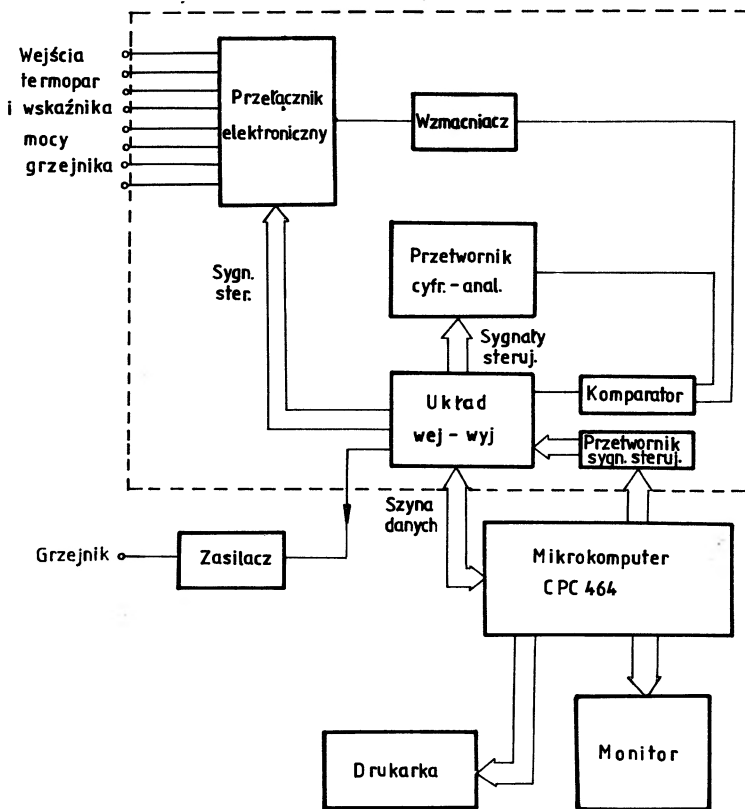 Wejścia
termopar
i wskaźnika
mocy
grzejnika
Przełącznik
elektroniczny
Wzmacniacz
Przetwornik
cyfr.-anal.
Sygn.
ster.
Sygnały
steruj.
Układ
wej-wyj
Komparator
Przetwornik
sygn. steruj.
Szyna
danych
Grzejnik
Zasilacz
Mikrokomputer
CPC 464
Drukarka
Monitor